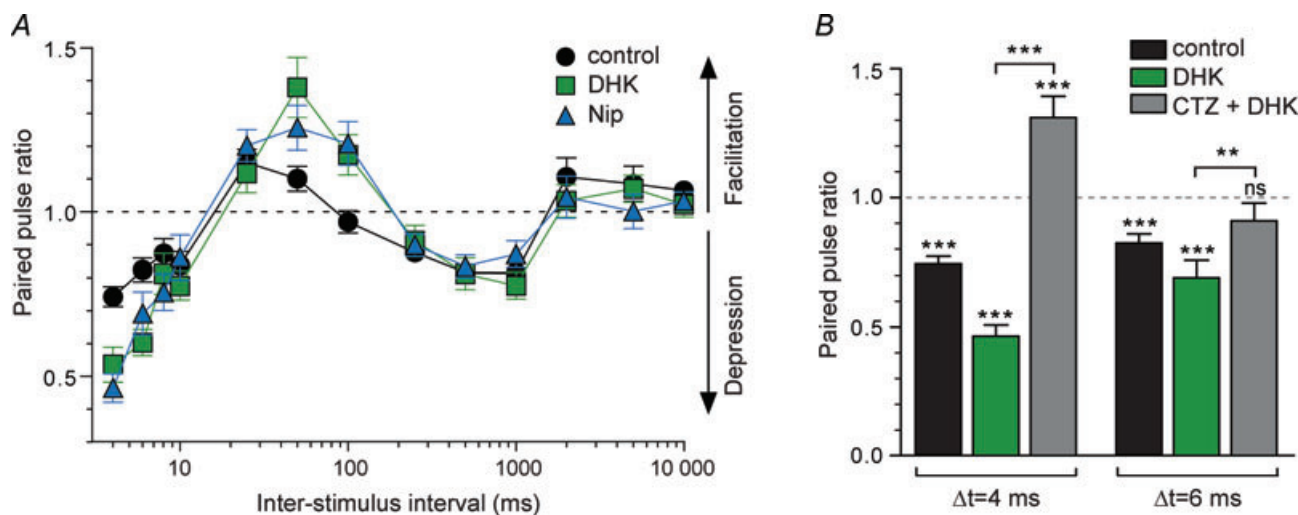 A
Paired pulse ratio
1.5
1.0
0.5
control
DHK
Nip
Facilitation
Depression
10
100
1000
10 000
Inter-stimulus interval (ms)
B
Paired pulse ratio
1.5
1.0
0.5
0.0
control
DHK
CTZ + DHK
***
***
***
***
**
ns
***
***
Δt=4 ms
Δt=6 ms